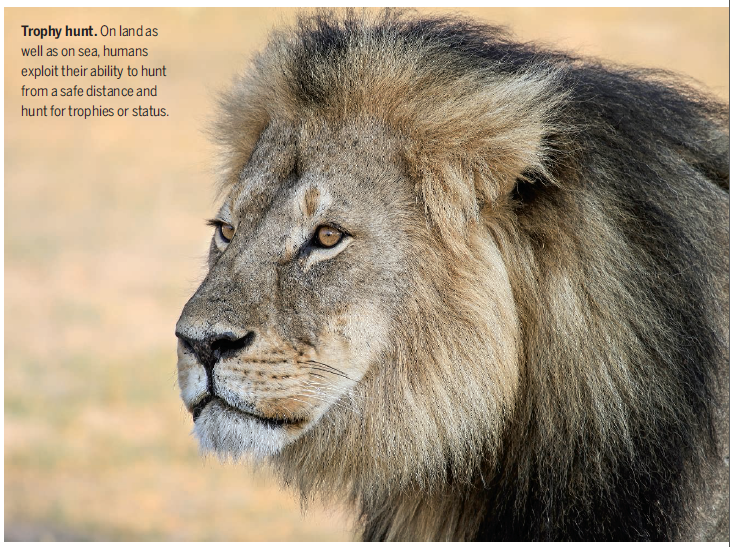 Trophy hunt. On land as
well as on sea, humans
exploit their ability to hunt
from a safe distance and
hunt for trophies or status.